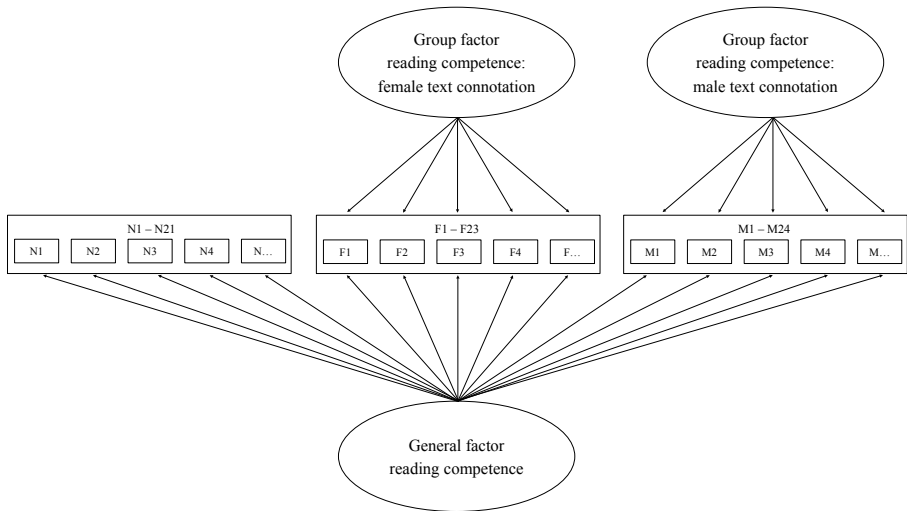 Group factor
reading competence:
female text connotation
Group factor
reading competence:
male text connotation
N1 – N21
N1 N2 N3 N4 N…
F1 – F23
F1 F2 F3 F4 F…
M1 – M24
M1 M2 M3 M4 M…
General factor
reading competence